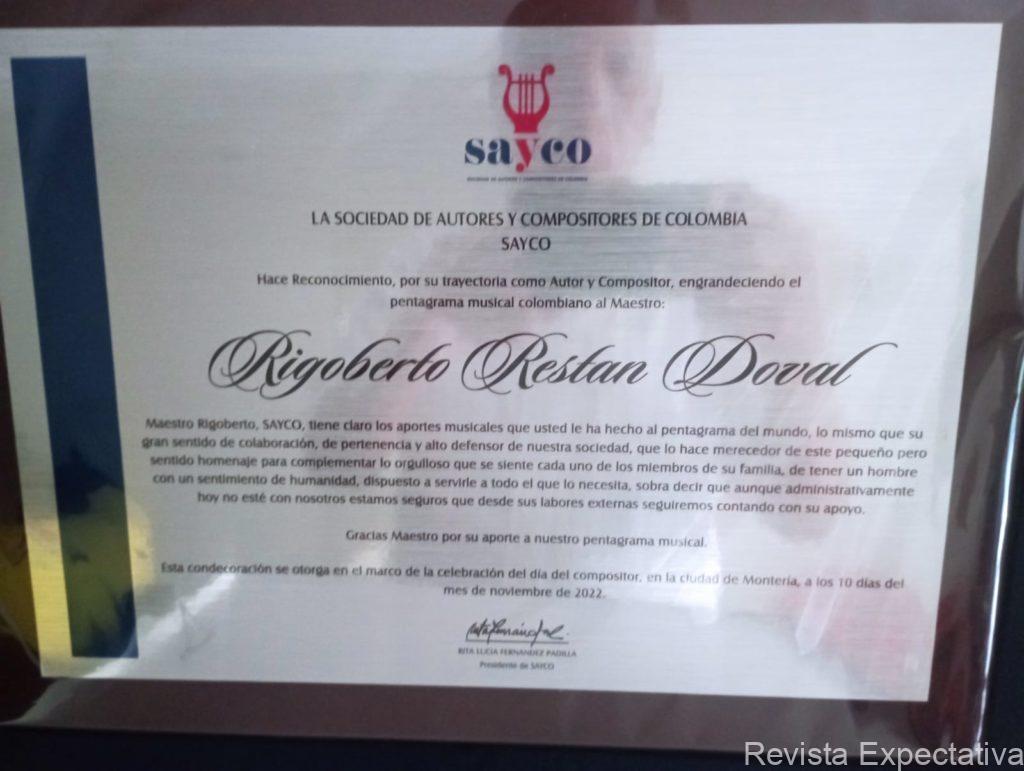 sayco
SOCIEDAD DE AUTORES Y COMPOSITORES DE COLOMBIA
LA SOCIEDAD DE AUTORES Y COMPOSITORES DE COLOMBIA
SAYCO
Hace Reconocimiento, por su trayectoria como Autor y Compositor, engrandeciendo el
pentagrama musical colombiano al Maestro:
Rigoberto Restan Doval
Maestro Rigoberto, SAYCO, tiene claro los aportes musicales que usted le ha hecho al pentagrama del mundo, lo mismo que su
gran sentido de colaboración, de pertenencia y alto defensor de nuestra sociedad, que lo hace merecedor de este pequeño pero
sentido homenaje para complementar lo orgulloso que se siente cada uno de los miembros de su familia, de tener un hombre
con un sentimiento de humanidad, dispuesto a servirle a todo el que lo necesita, sobra decir que aunque administrativamente
hoy no esté con nosotros estamos seguros que desde sus labores externas seguiremos contando con su apoyo.
Gracias Maestro por su aporte a nuestro pentagrama musical.
Esta condecoración se otorga en el marco de la celebración del día del compositor, en la ciudad de Montería, a los 10 días del
mes de noviembre de 2022.
RITA LUCIA FERNANDEZ PADILLA
Presidente de SAYCO
Revista Expectativa